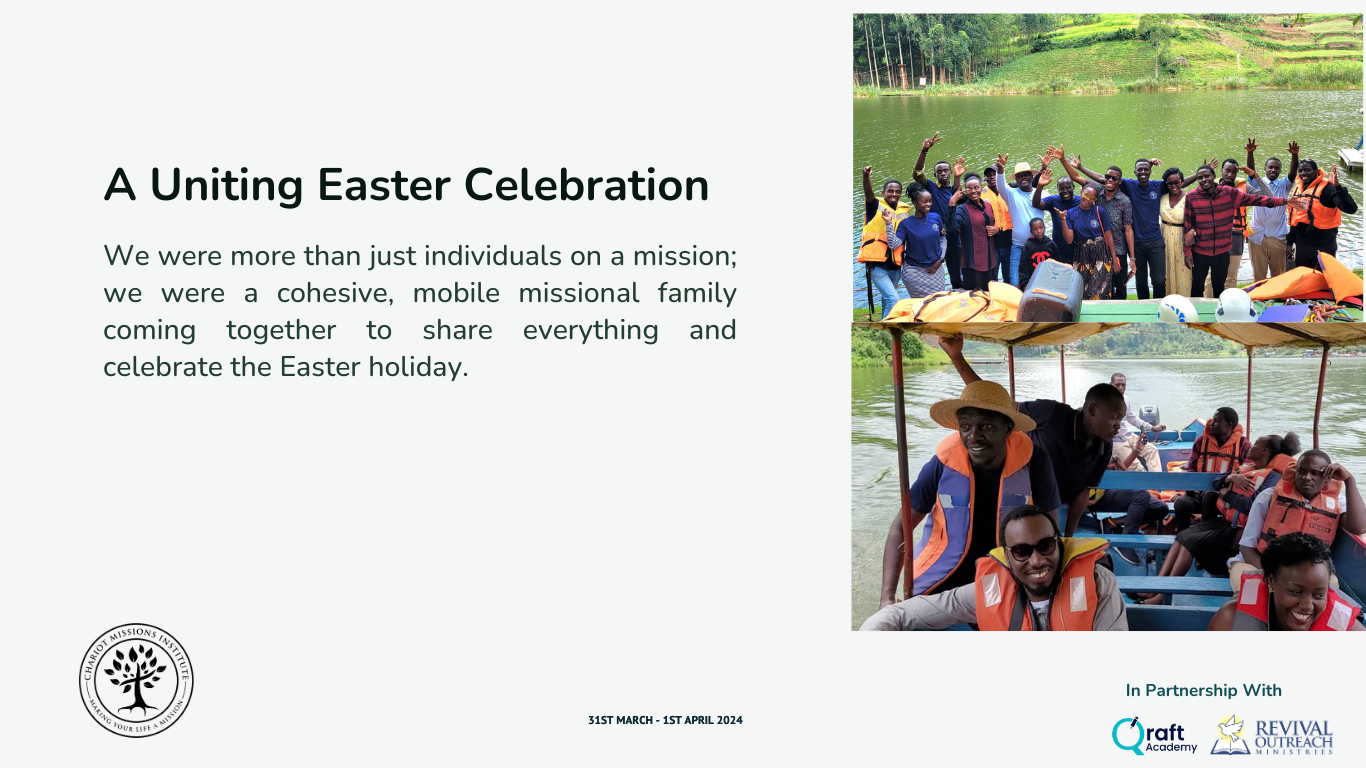 A Uniting Easter Celebration
We were more than just individuals on a mission;
we were a cohesive, mobile missional family
coming together to share everything and
celebrate the Easter holiday.
CHARIOT MISSIONS INSTITUTE
MAKING YOUR LIFE A MISSION
31ST MARCH - 1ST APRIL 2024
In Partnership With
Qraft
Academy
REVIVAL
OUTREACH
MINISTRIES